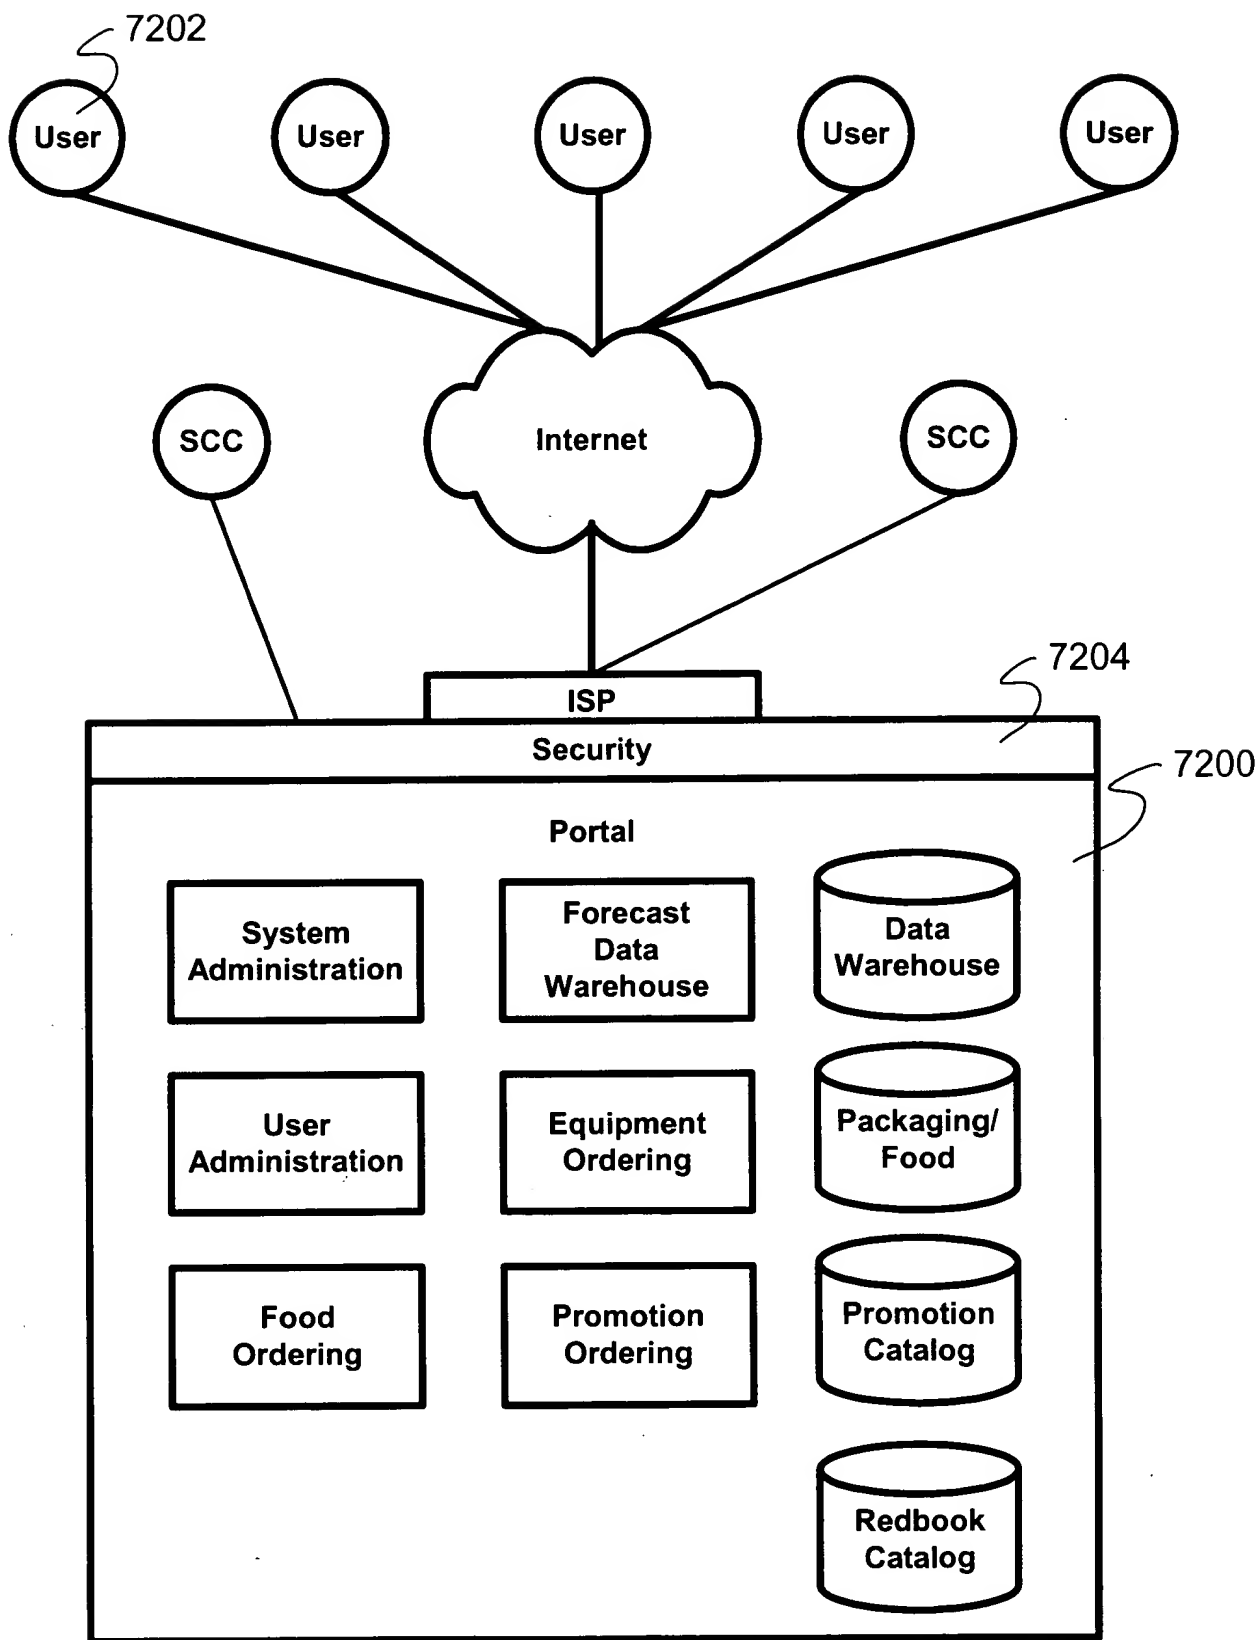 7202
User
User
User
User
User
SCC
Internet
SCC
7204
ISP
Security
7200
Portal
System
Administration
Forecast
Data
Warehouse
Data
Warehouse
User
Administration
Equipment
Ordering
Packaging/
Food
Food
Ordering
Promotion
Ordering
Promotion
Catalog
Redbook
Catalog